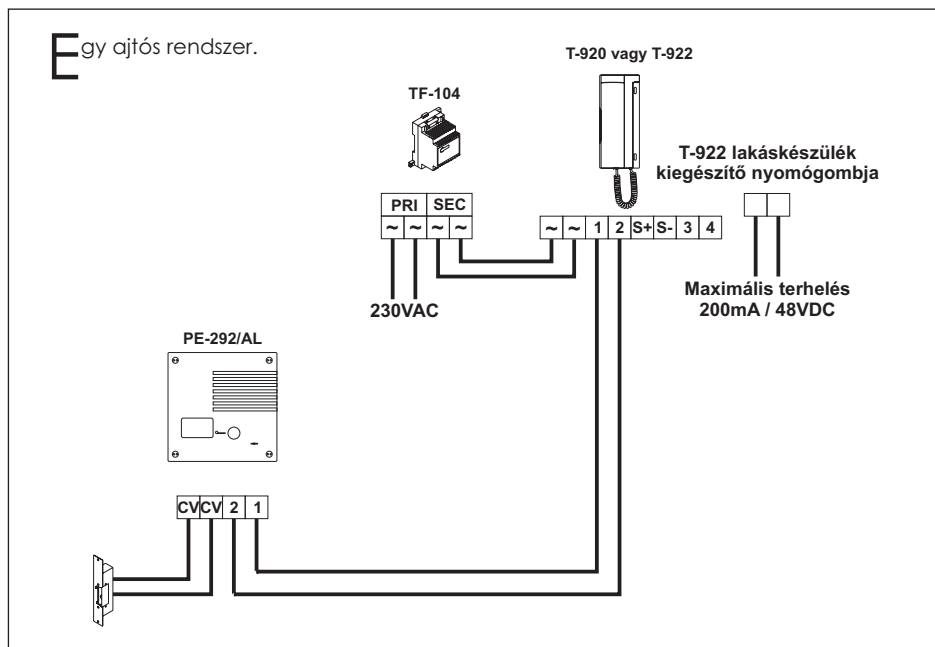 Egy ajtós rendszer.
T-920 vagy T-922
TF-104
T-922 lakáskészülék
kiegészítő nyomógombja
PRI SEC
~ ~ ~ ~
~ ~ 1 2 S+ S- 3 4
230VAC
Maximális terhelés
200mA / 48VDC
PE-292/AL
CV CV 2 1